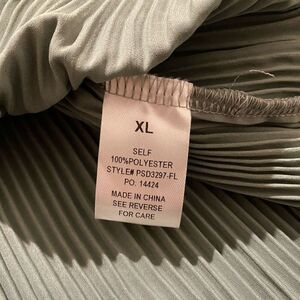 XL
SELF
100%POLYESTER
STYLE# PSD3297-FL
PO. 14424
MADE IN CHINA
SEE REVERSE
FOR CARE